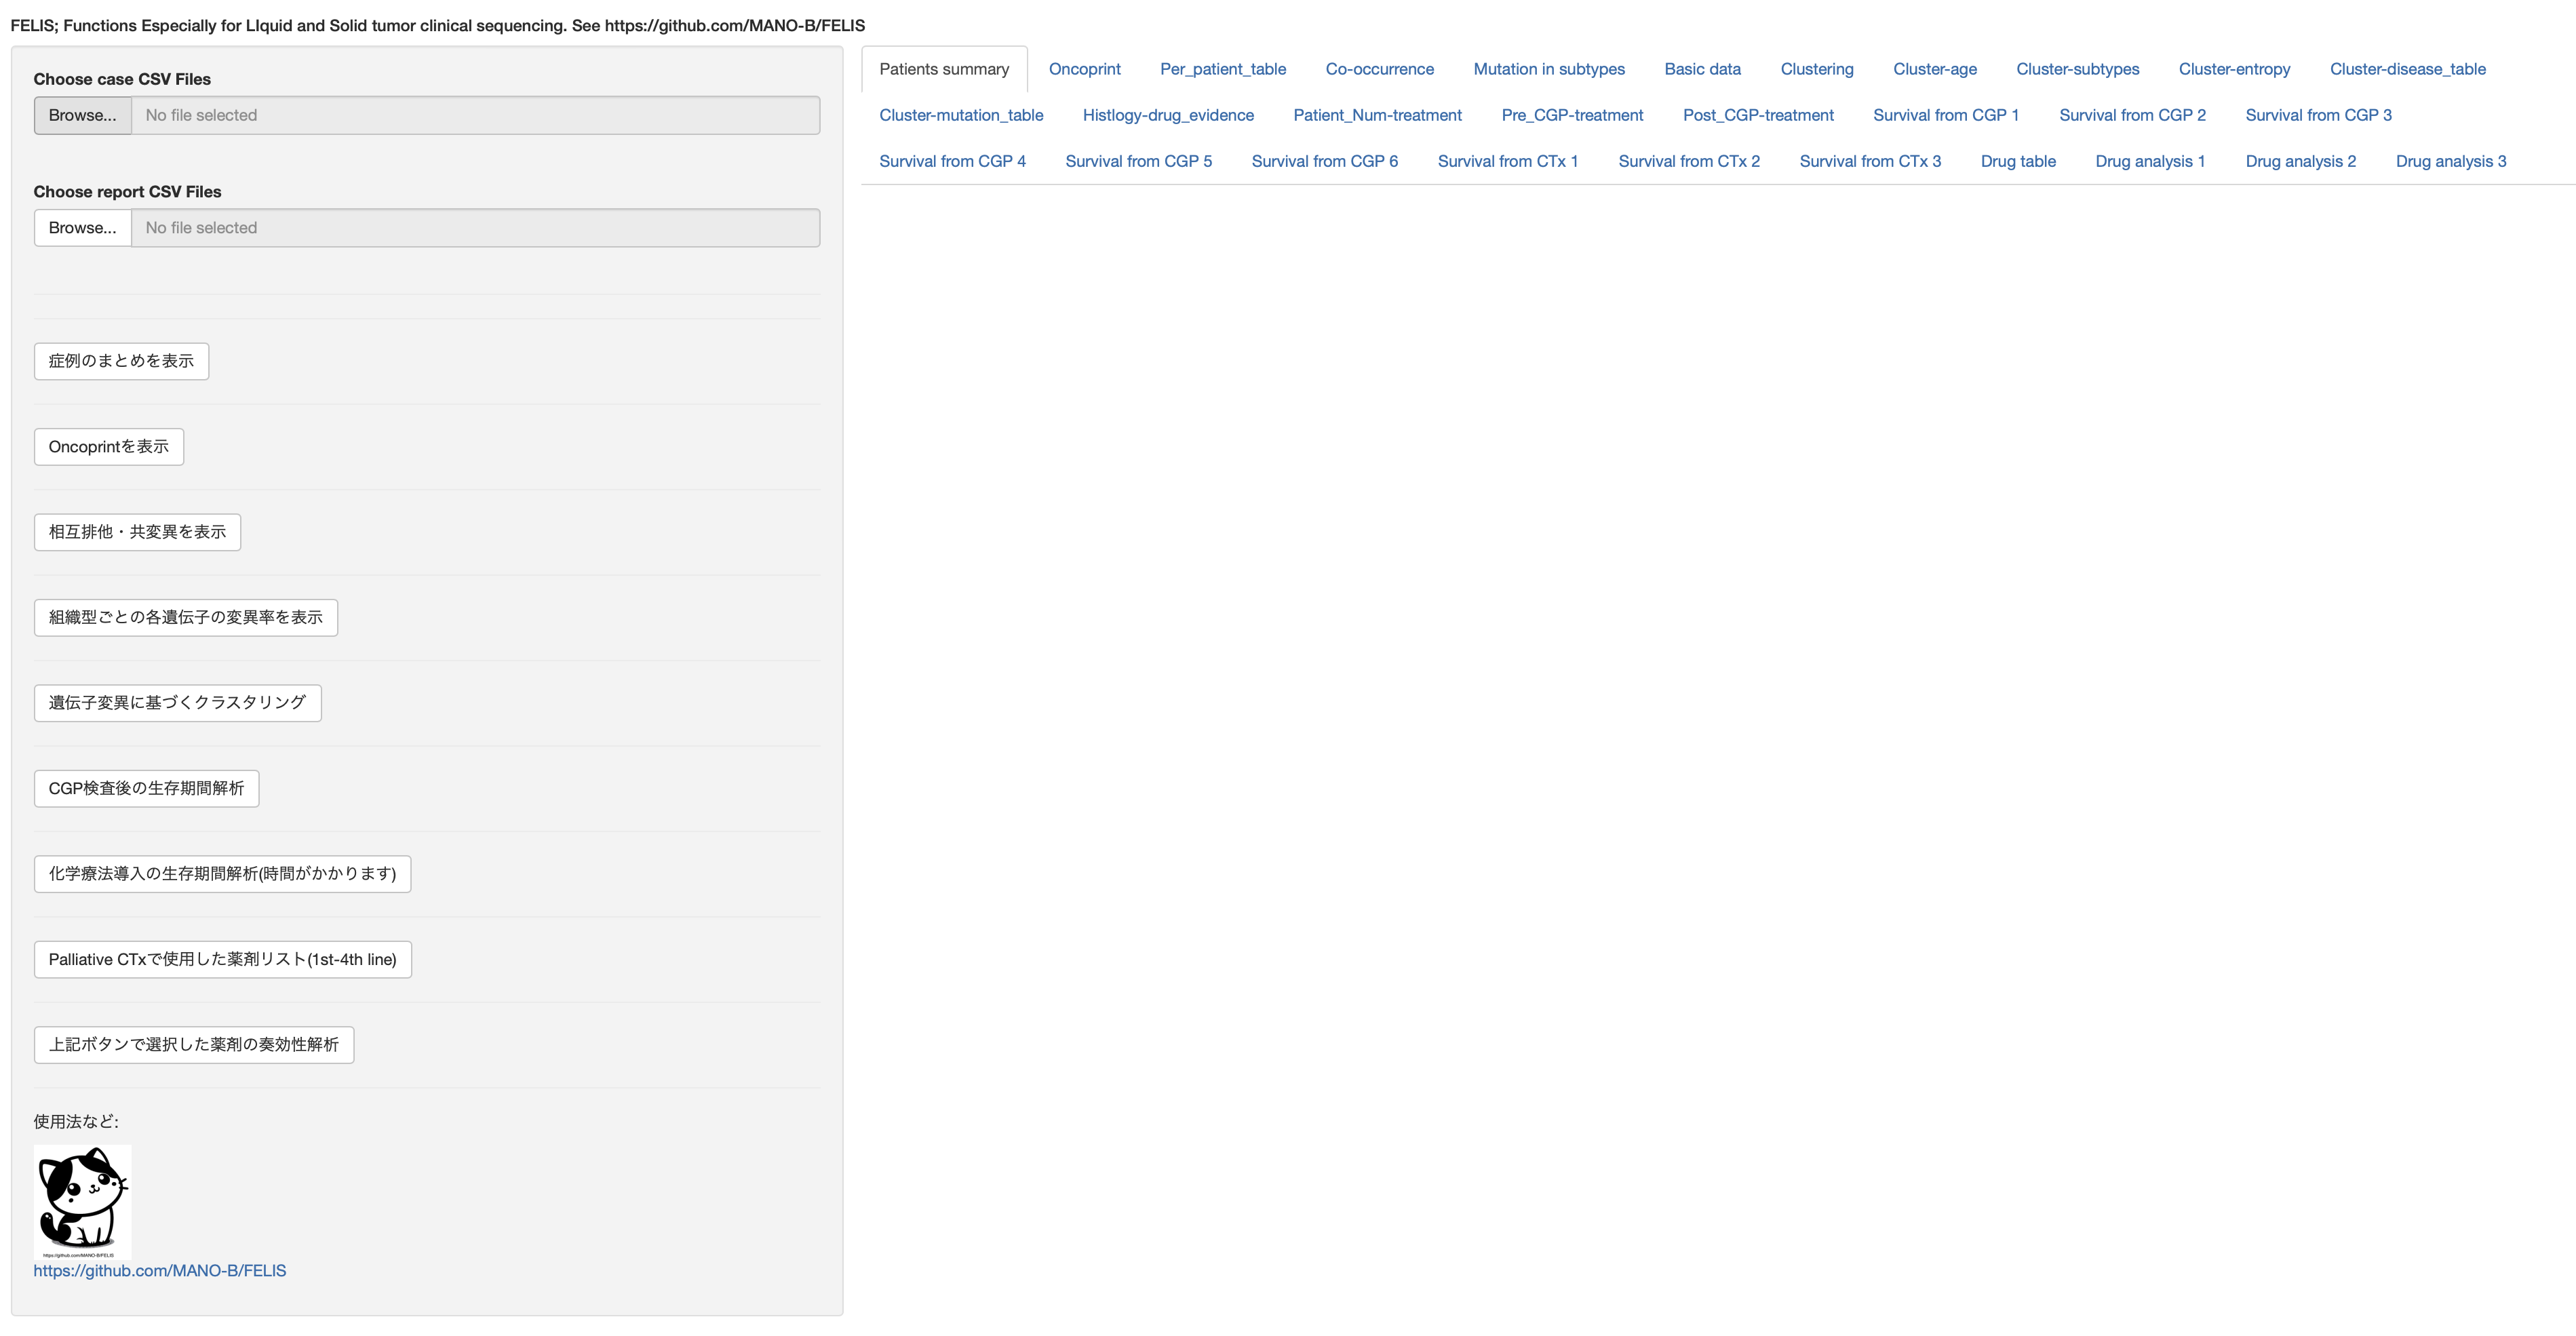 FELIS; Functions Especially for LIquid and Solid tumor clinical sequencing. See https://github.com/MANO-B/FELIS
Choose case CSV Files
Browse... No file selected
Choose report CSV Files
Browse... No file selected
症例のまとめを表示
Oncoprintを表示
相互排他・共変異を表示
組織型ごとの各遺伝子の変異率を表示
遺伝子変異に基づくクラスタリング
CGP検査後の生存期間解析
化学療法導入の生存期間解析(時間がかかります)
Palliative CTxで使用した薬剤リスト(1st-4th line)
上記ボタンで選択した薬剤の奏効性解析
使用法など:
https://github.com/MANO-B/FELIS
https://github.com/MANO-B/FELIS
Patients summary Oncoprint Per_patient_table Co-occurrence Mutation in subtypes Basic data Clustering Cluster-age Cluster-subtypes Cluster-entropy Cluster-disease_table
Cluster-mutation_table Histlogy-drug_evidence Patient_Num-treatment Pre_CGP-treatment Post_CGP-treatment Survival from CGP 1 Survival from CGP 2 Survival from CGP 3
Survival from CGP 4 Survival from CGP 5 Survival from CGP 6 Survival from CTx 1 Survival from CTx 2 Survival from CTx 3 Drug table Drug analysis 1 Drug analysis 2 Drug analysis 3